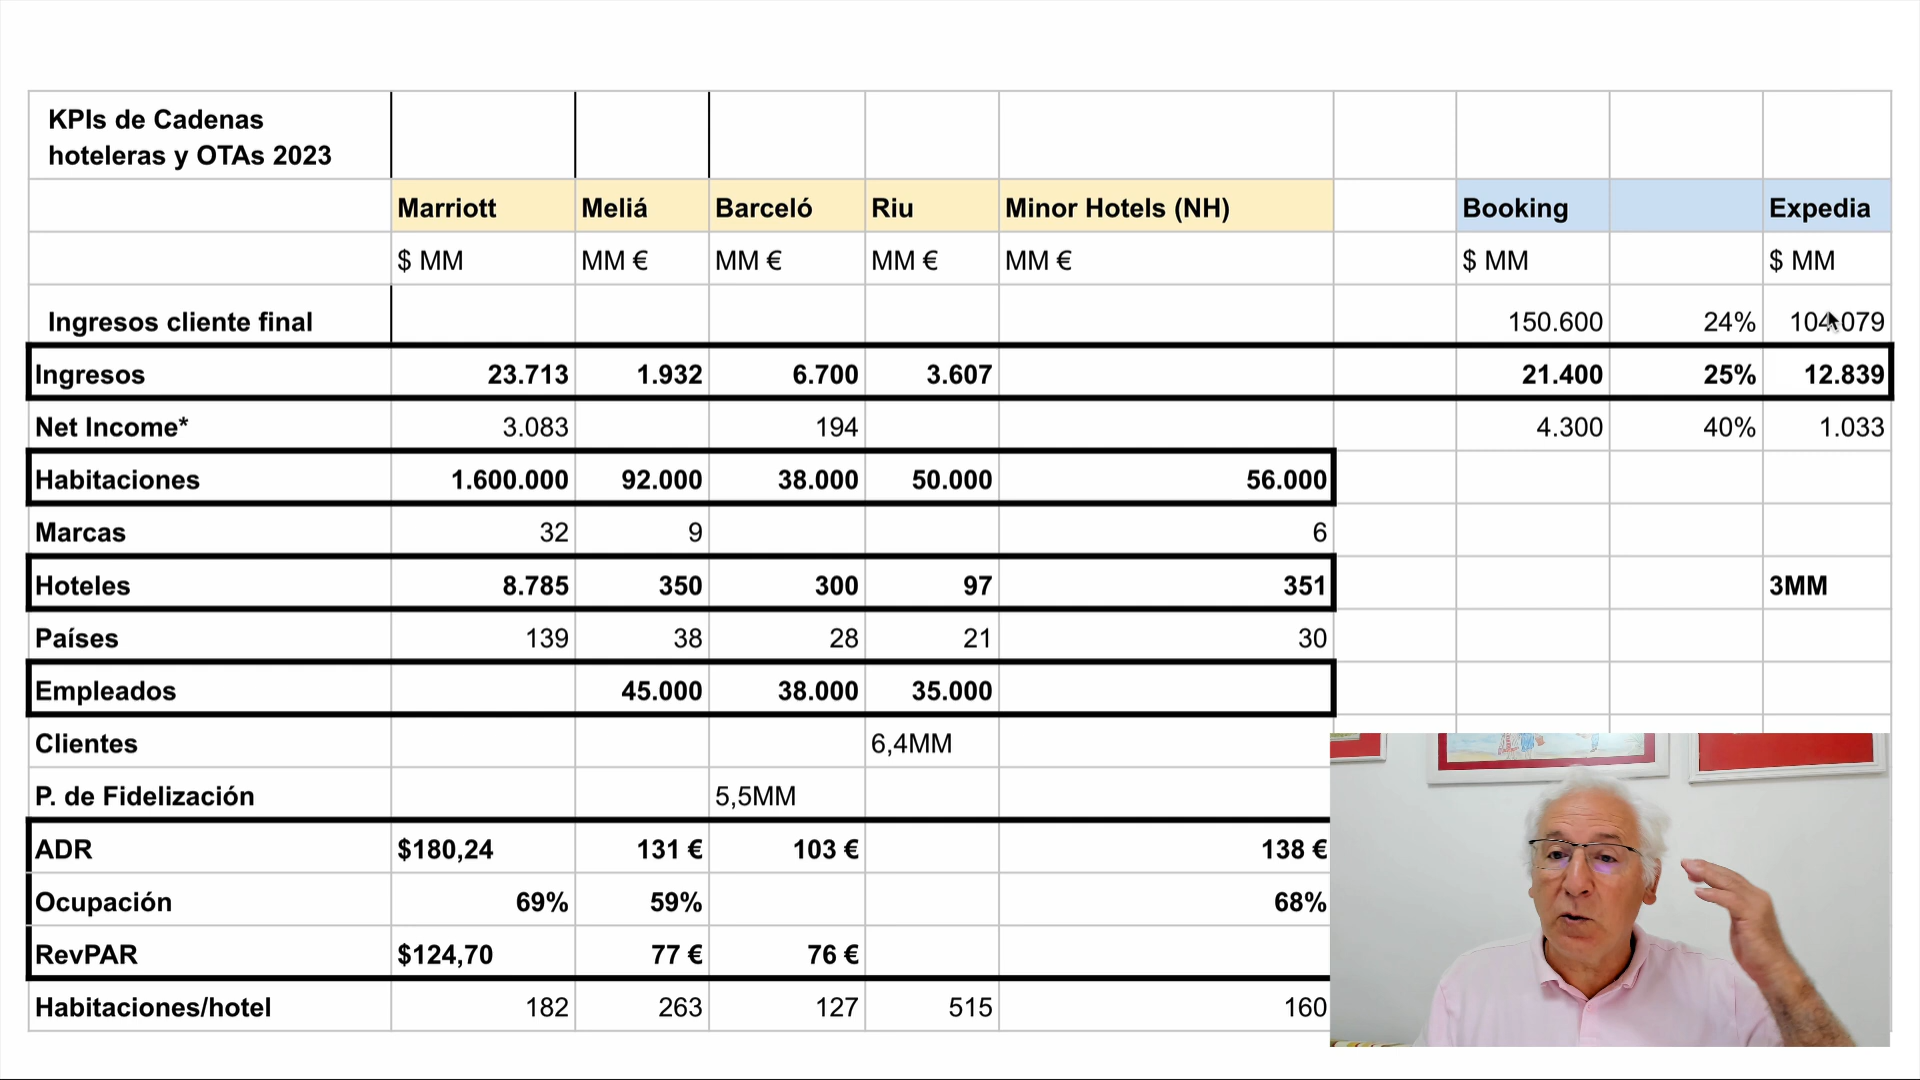 KPIs de Cadenas
hoteleras y OTAs 2023
Marriott Meliá Barceló Riu Minor Hotels (NH) Booking Expedia
$ MM MM € MM € MM € MM € $ MM $ MM
Ingresos cliente final 150.600 24% 104.079
Ingresos 23.713 1.932 6.700 3.607 21.400 25% 12.839
Net Income* 3.083 194 4.300 40% 1.033
Habitaciones 1.600.000 92.000 38.000 50.000 56.000
Marcas 32 9 6
Hoteles 8.785 350 300 97 351 3MM
Países 139 38 28 21 30
Empleados 45.000 38.000 35.000
Clientes 6,4MM
P. de Fidelización 5,5MM
ADR $180,24 131 € 103 € 138 €
Ocupación 69% 59% 68%
RevPAR $124,70 77 € 76 €
Habitaciones/hotel 182 263 127 515 160